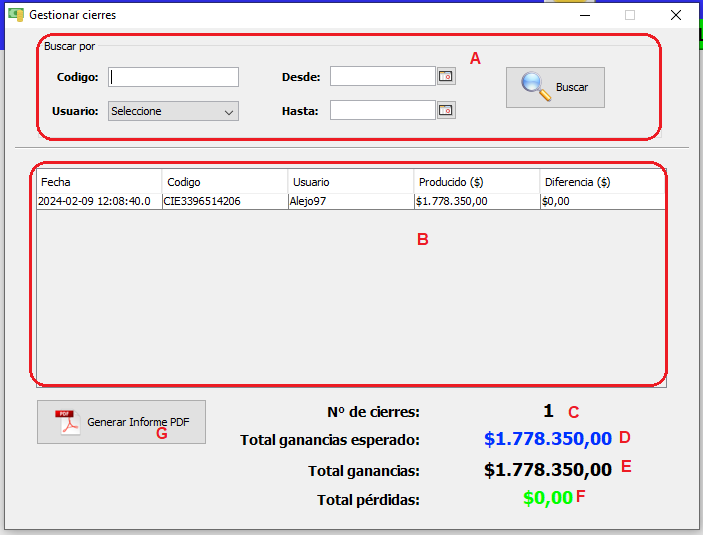 Gestionar cierres
Buscar por
A
Codigo:
Desde:
Buscar
Usuario: Seleccione
Hasta:
Fecha Codigo Usuario Producido ($) Diferencia ($)
2024-02-09 12:08:40.0 CIE3396514206 Alejo97 $1.778.350,00 $0,00
B
PDF
Generar Informe PDF
G
Nº de cierres: 1 C
Total ganancias esperado: $1.778.350,00 D
Total ganancias: $1.778.350,00 E
Total pérdidas: $0,00 F